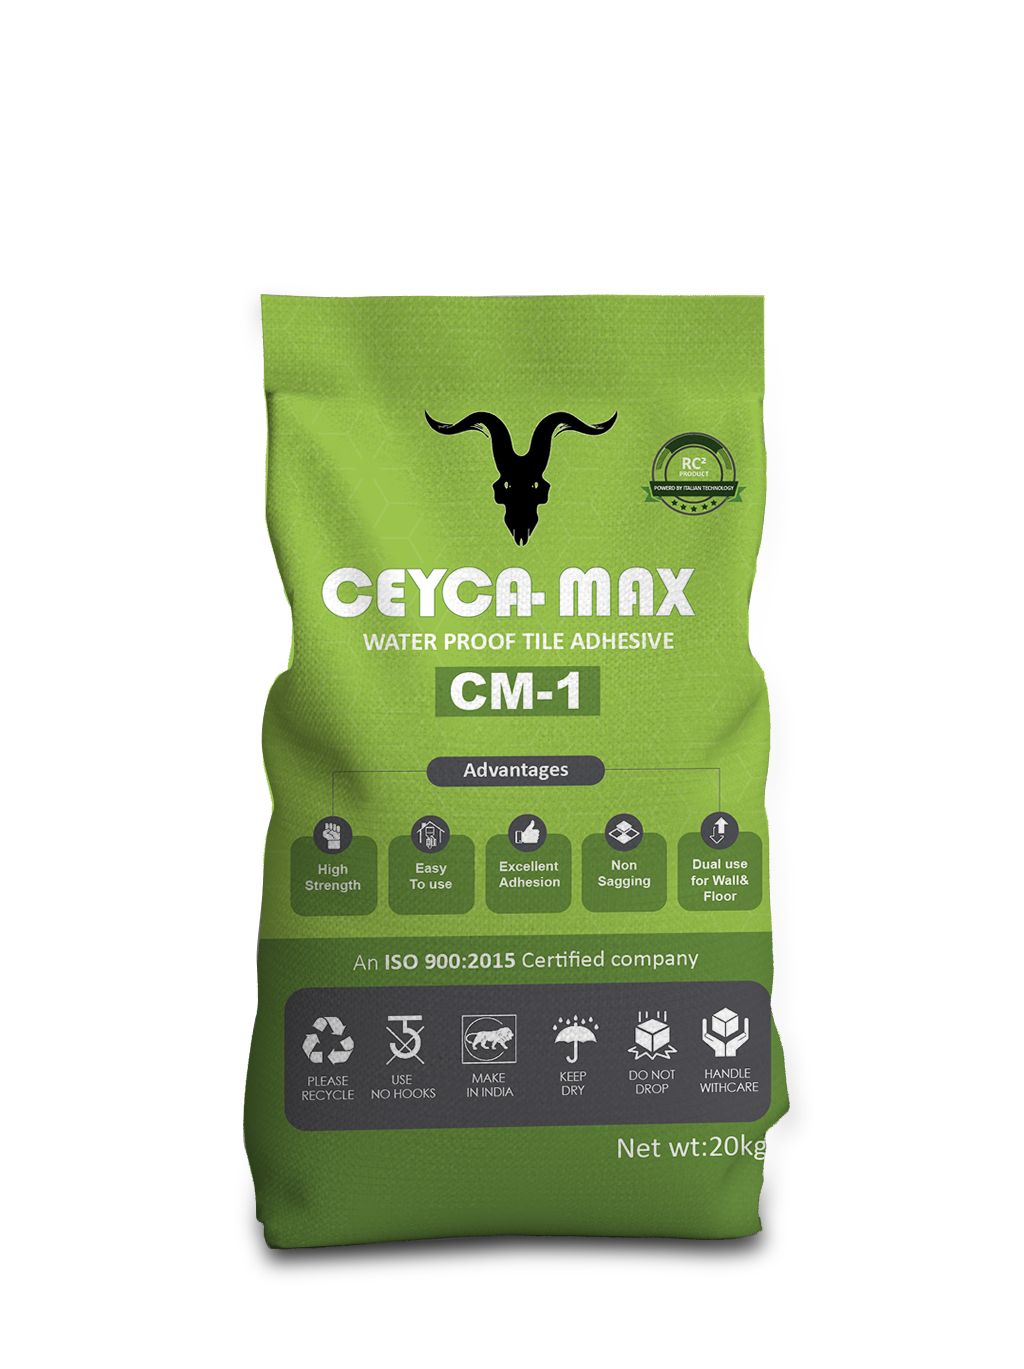 RC²
PRODUCT
POWERD BY ITALIAN TECHNOLOGY
CEYCA-MAX
WATER PROOF TILE ADHESIVE
CM-1
Advantages
High
Strength
Easy
To use
Excellent
Adhesion
Non
Sagging
Dual use
for Wall&
Floor
An ISO 900:2015 Certified company
PLEASE
RECYCLE
USE
NO HOOKS
MAKE
IN INDIA
KEEP
DRY
DO NOT
DROP
HANDLE
WITHCARE
Net wt:20kg